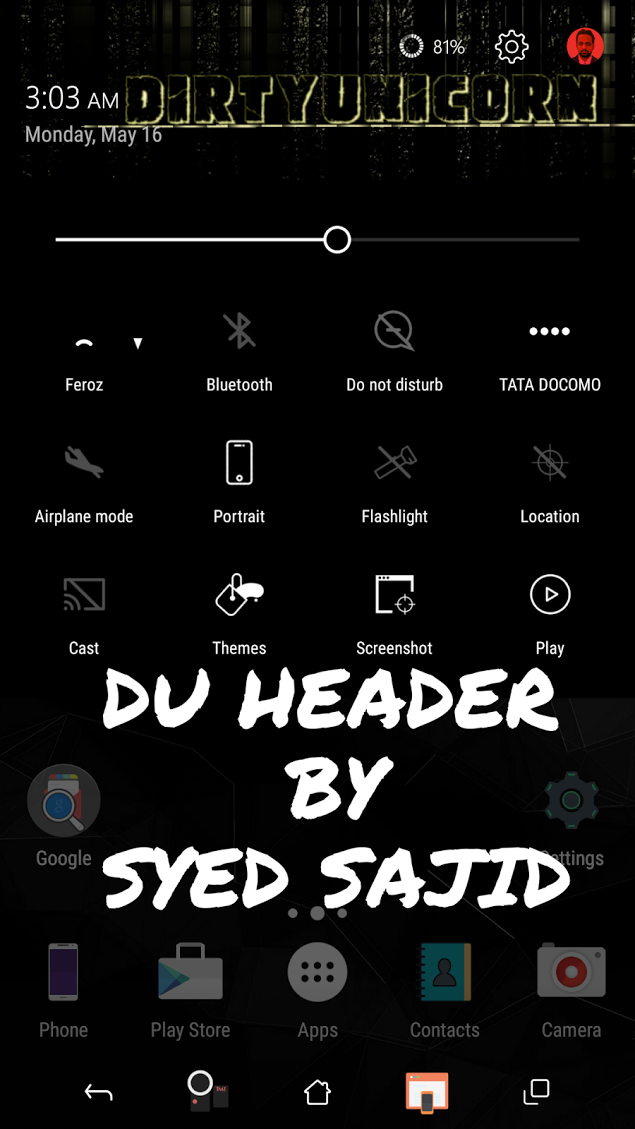 81%
3:03 AM
DIRTYUNICORN
Monday, May 16
Feroz
Bluetooth
Do not disturb
TATA DOCOMO
Airplane mode
Portrait
Flashlight
Location
Cast
Themes
Screenshot
Play
DU HEADER
BY
SYED SAJID
Google
Phone
Play Store
Apps
Contacts
Camera